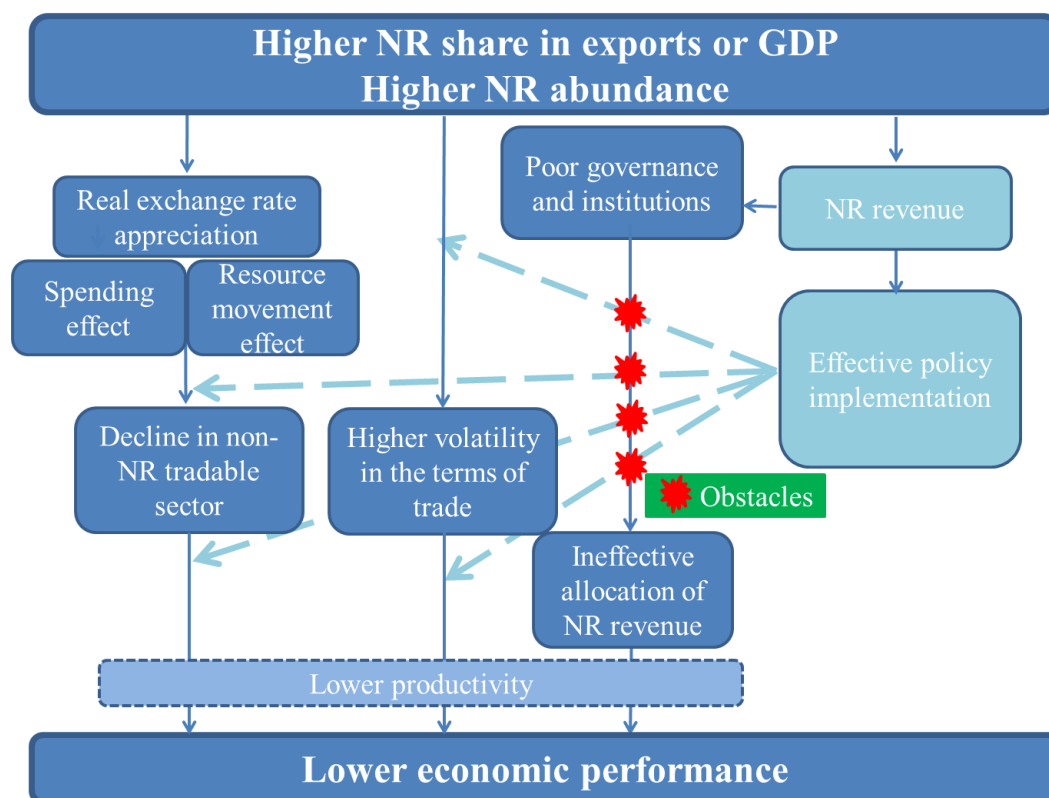 Higher NR share in exports or GDP
Higher NR abundance
Real exchange rate
appreciation
Spending
effect
Resource
movement
effect
Poor governance
and institutions
NR revenue
Effective policy
implementation
Decline in non-
NR tradable
sector
Higher volatility
in the terms of
trade
Obstacles
Ineffective
allocation of
NR revenue
Lower productivity
Lower economic performance